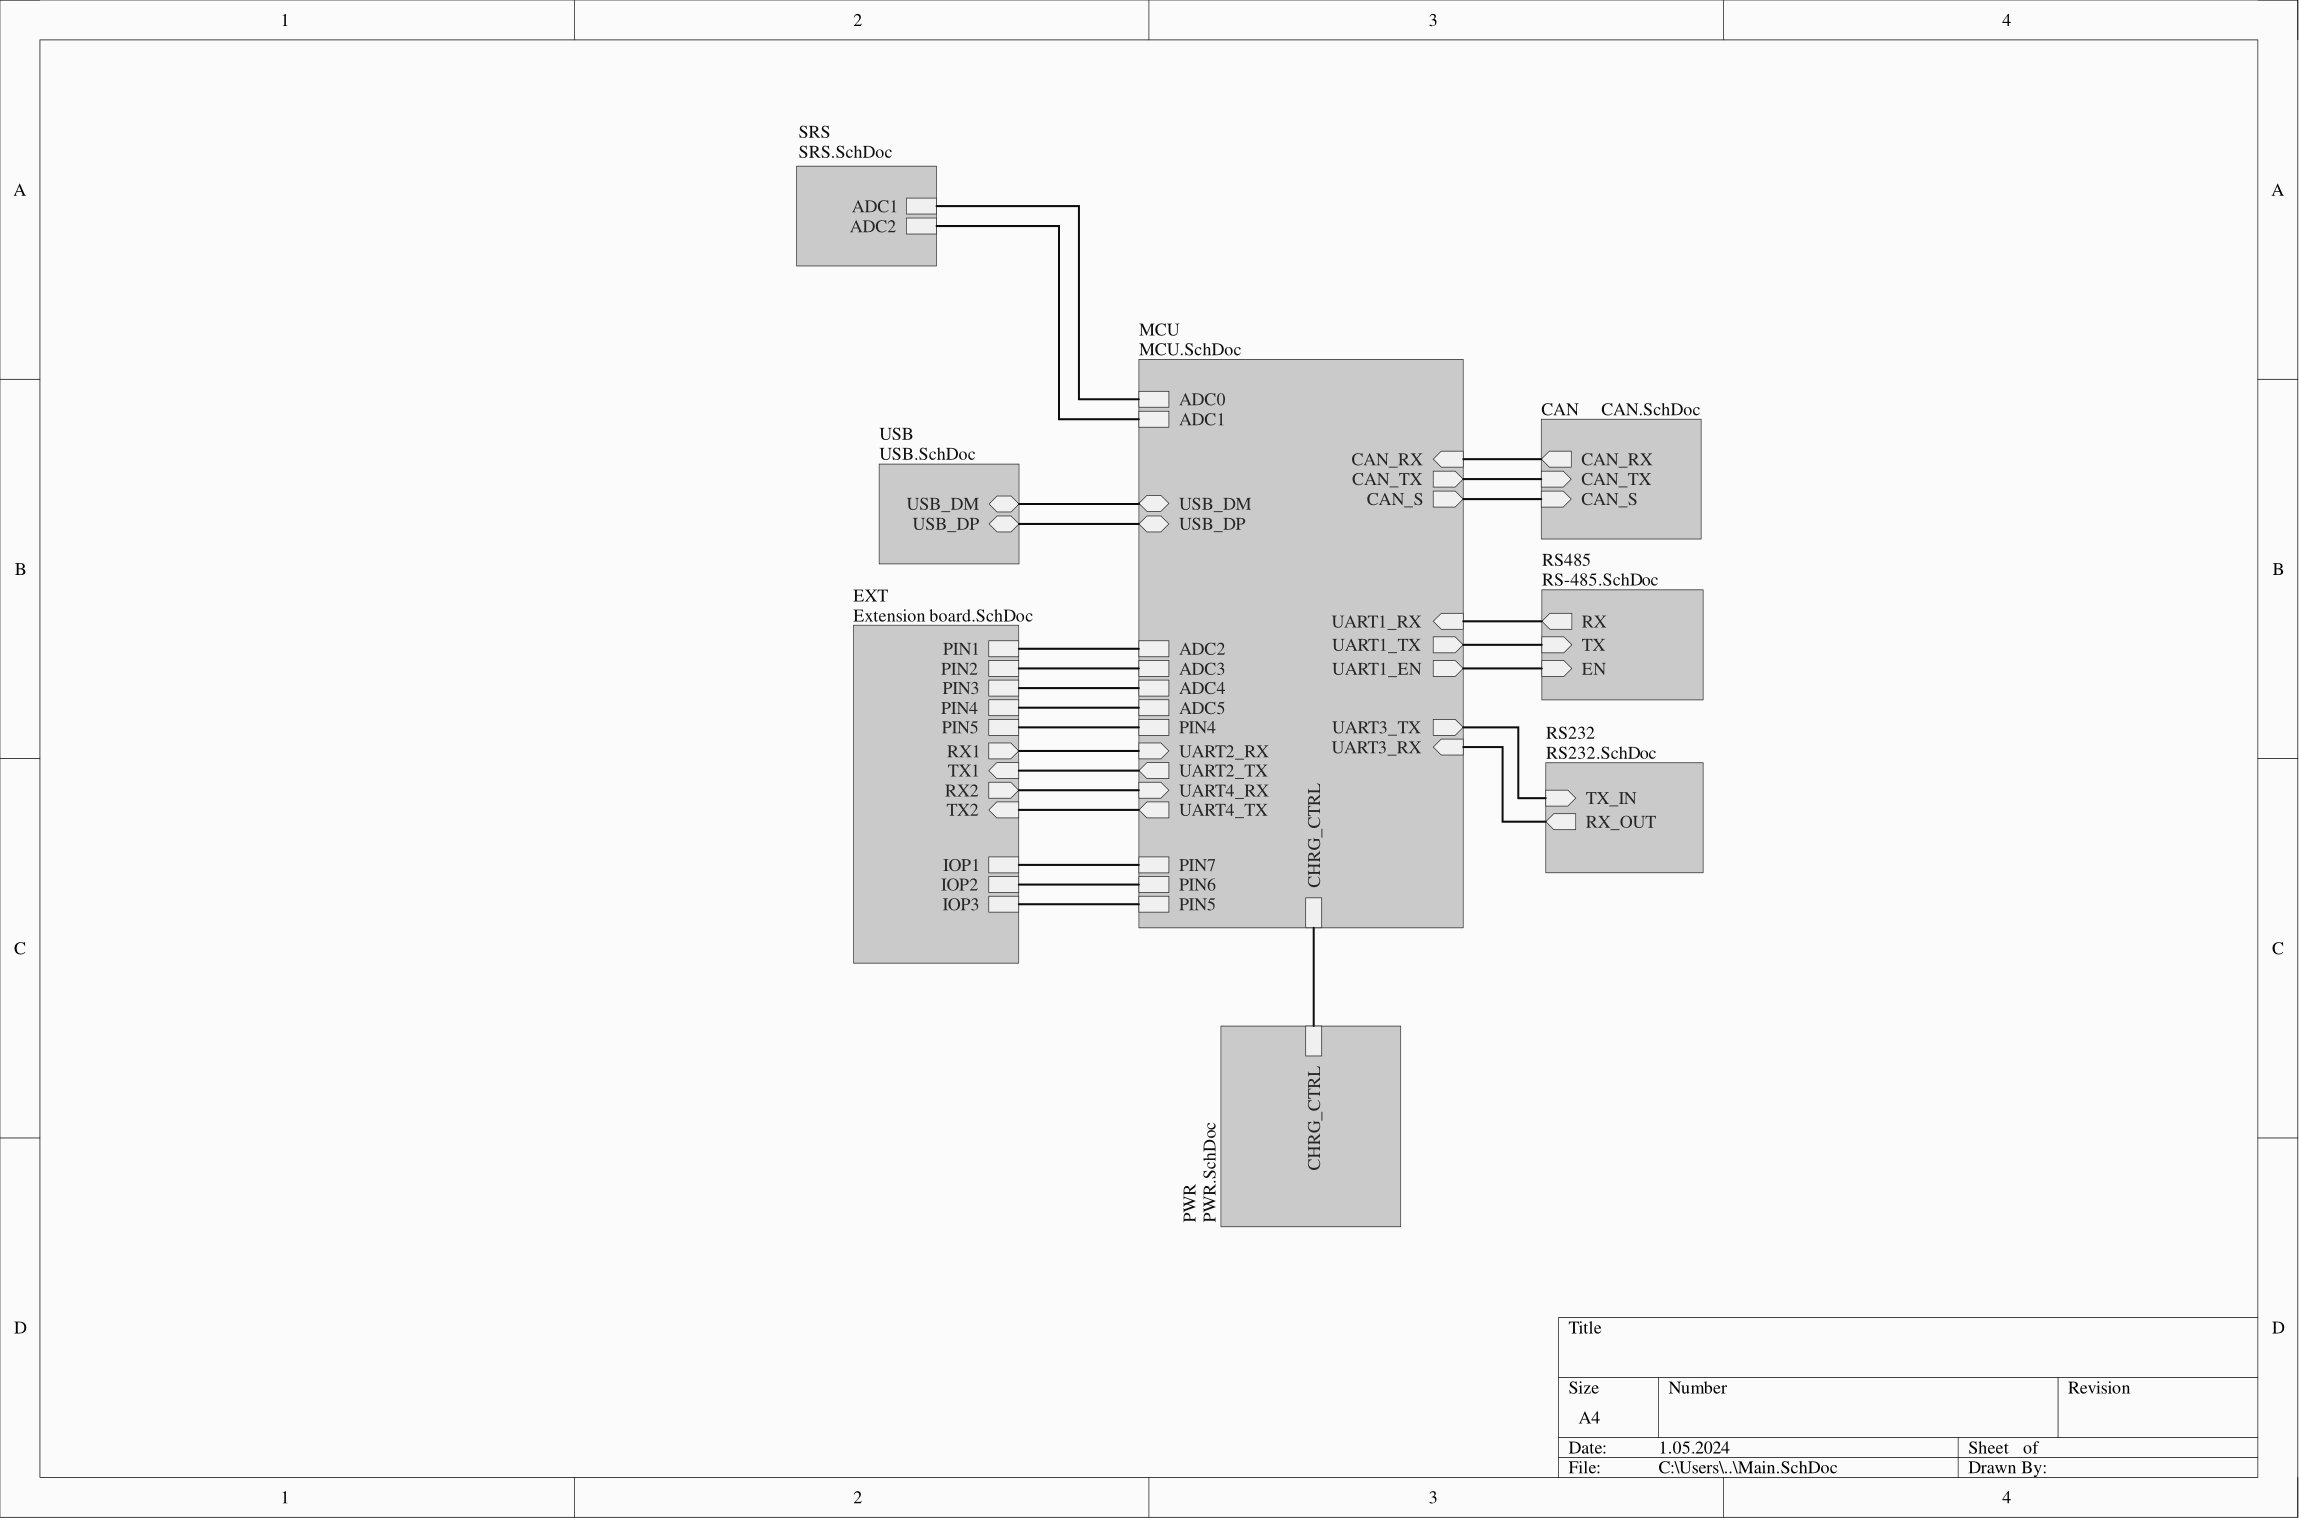 1 2 3 4
A A
SRS
SRS.SchDoc
ADC1
ADC2
MCU
MCU.SchDoc
ADC0
ADC1
USB
USB.SchDoc
USB_DM USB_DM
USB_DP USB_DP
CAN CAN.SchDoc
CAN_RX CAN_RX
CAN_TX CAN_TX
CAN_S CAN_S
B B
RS485
RS-485.SchDoc
UART1_RX RX
UART1_TX TX
UART1_EN EN
EXT
Extension board.SchDoc
PIN1 ADC2
PIN2 ADC3
PIN3 ADC4
PIN4 ADC5
PIN5 PIN4
RX1 UART2_RX
TX1 UART2_TX
RX2 UART4_RX
TX2 UART4_TX
IOP1 PIN7
IOP2 PIN6
IOP3 PIN5
UART3_TX
UART3_RX
RS232
RS232.SchDoc
TX_IN
RX_OUT
CHRG_CTRL
C C
CHRG_CTRL
PWR
PWR.SchDoc
D D
Title
Size Number Revision
A4
Date: 1.05.2024 Sheet of
File: C:\Users\..\Main.SchDoc Drawn By:
1 2 3 4